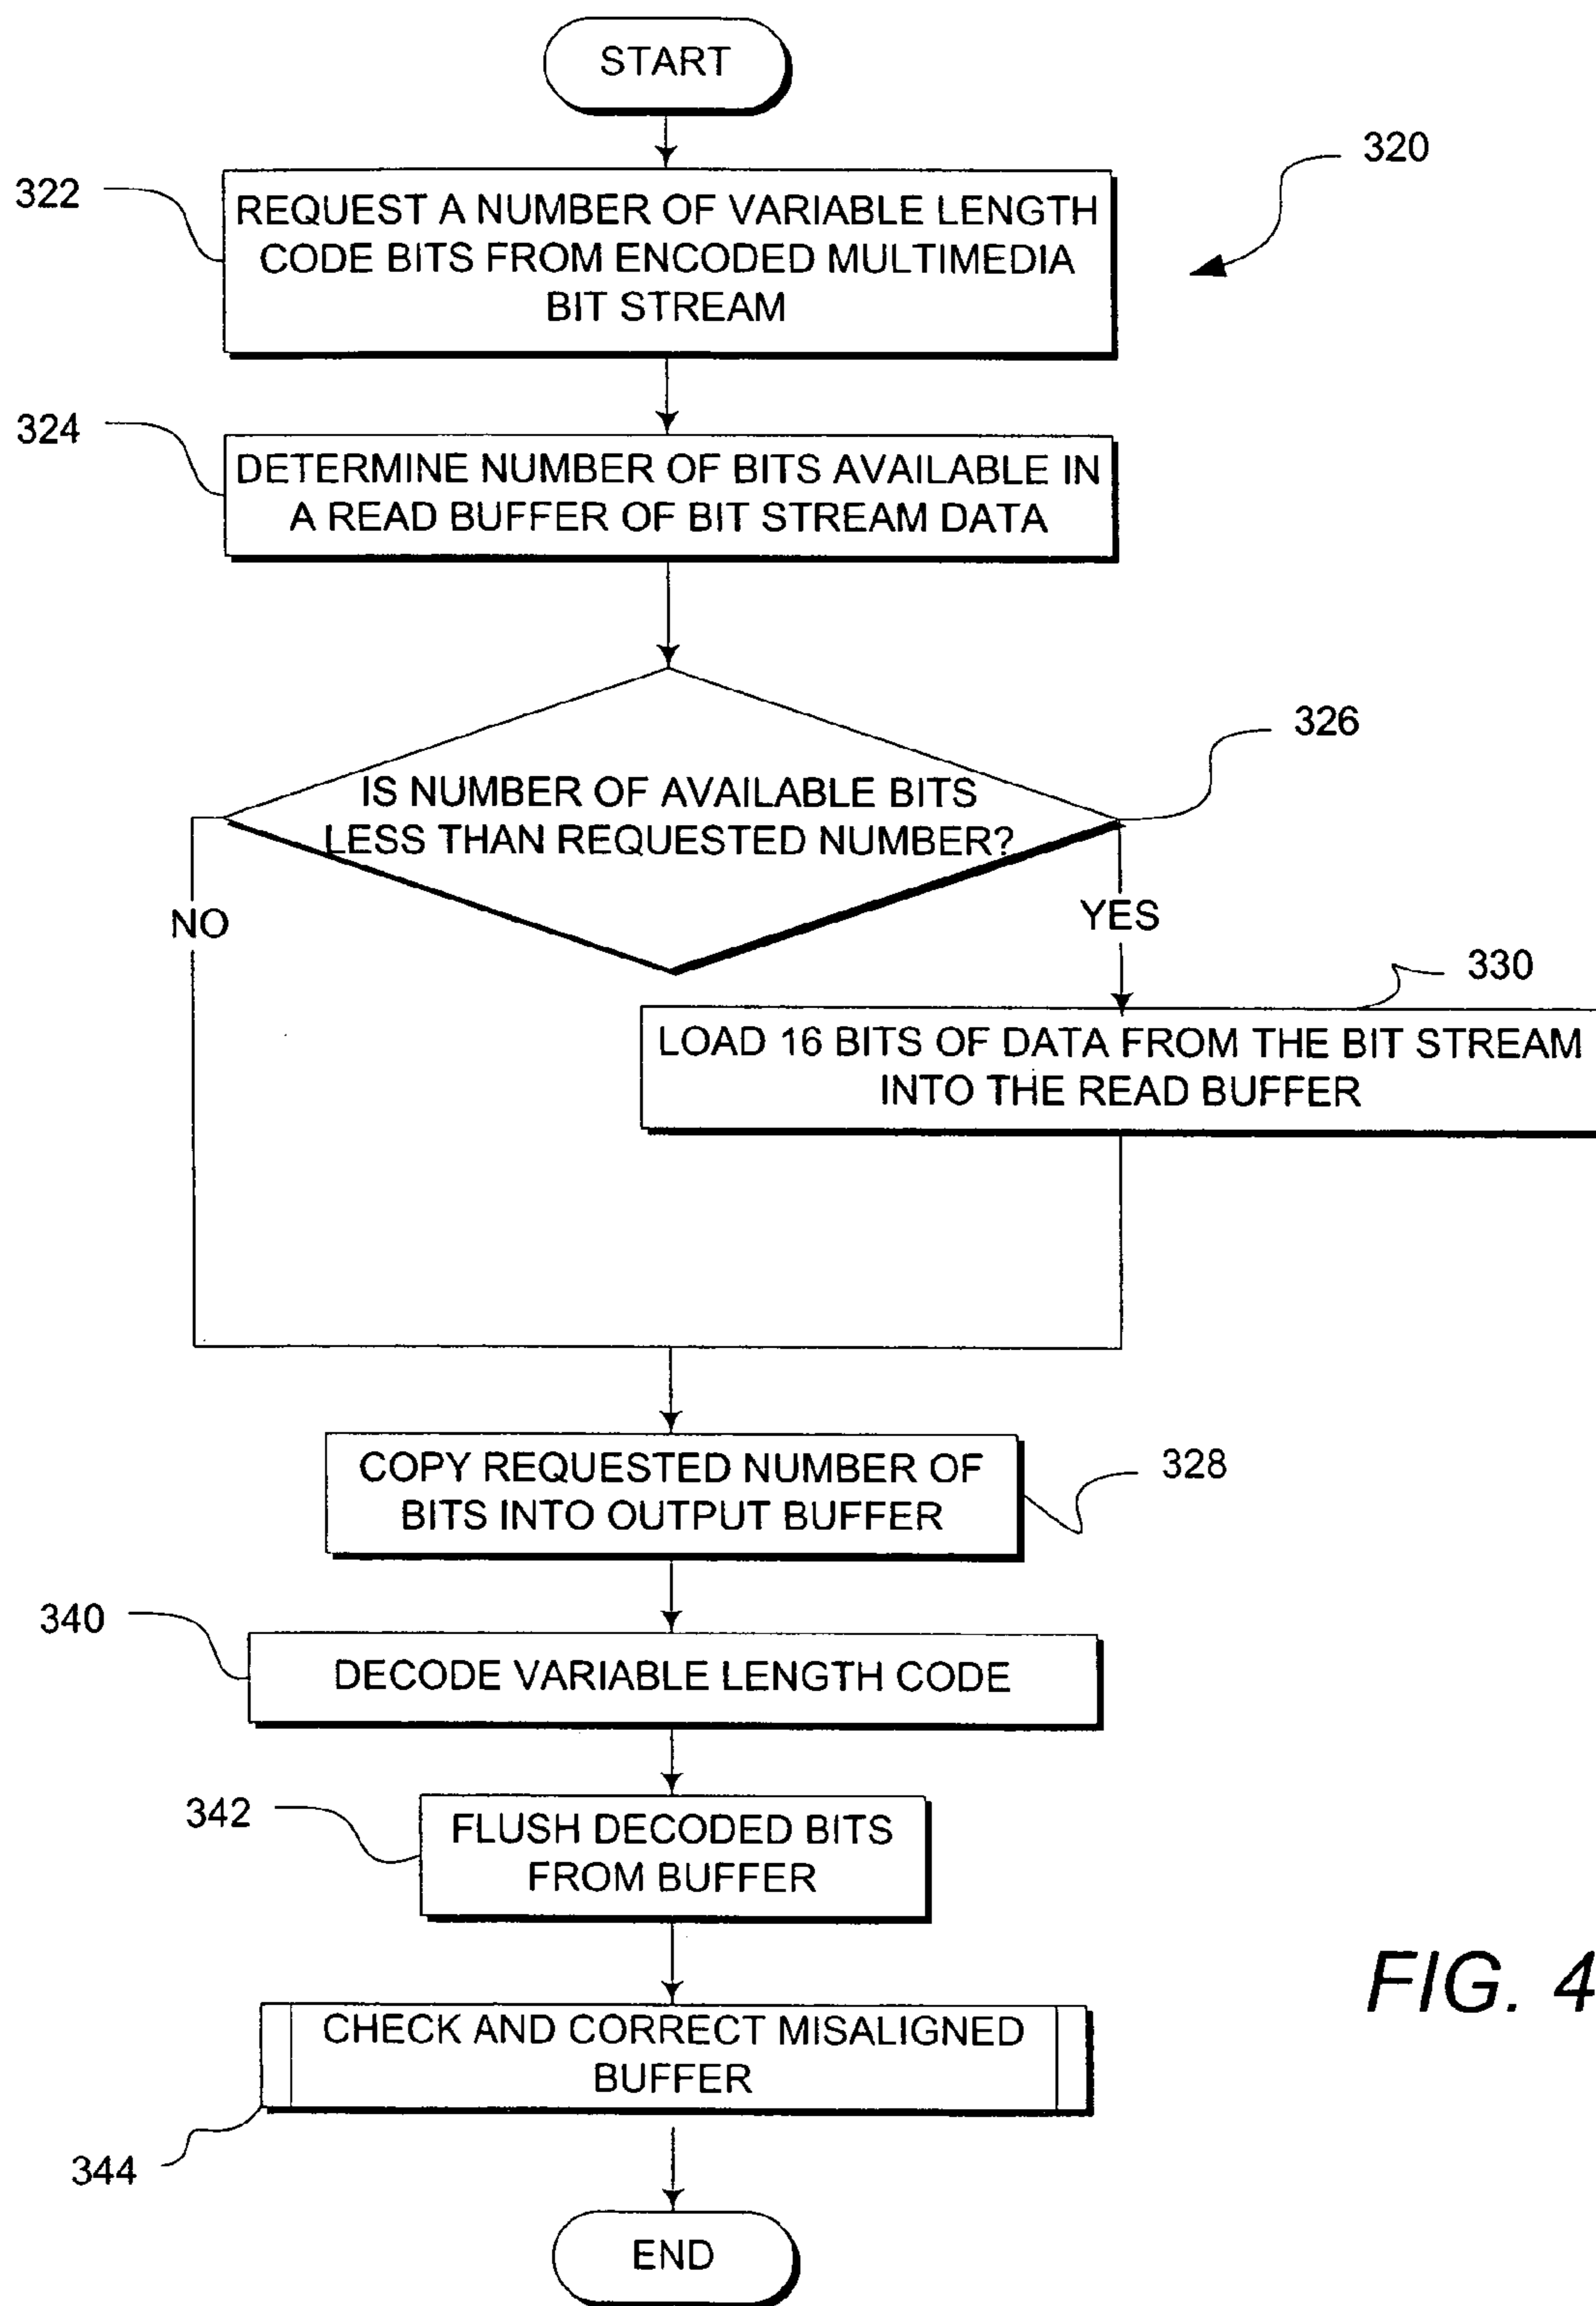 START
320
322
REQUEST A NUMBER OF VARIABLE LENGTH
CODE BITS FROM ENCODED MULTIMEDIA
BIT STREAM
324
DETERMINE NUMBER OF BITS AVAILABLE IN
A READ BUFFER OF BIT STREAM DATA
326
IS NUMBER OF AVAILABLE BITS
LESS THAN REQUESTED NUMBER?
NO
YES
330
LOAD 16 BITS OF DATA FROM THE BIT STREAM
INTO THE READ BUFFER
COPY REQUESTED NUMBER OF
BITS INTO OUTPUT BUFFER
328
340
DECODE VARIABLE LENGTH CODE
342
FLUSH DECODED BITS
FROM BUFFER
FIG. 4
CHECK AND CORRECT MISALIGNED
BUFFER
344
END